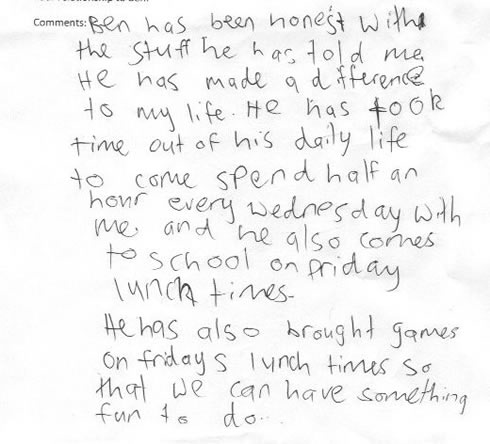 Comments: Ben has been honest with
the stuff he has told me.
He has made a difference
to my life. He has took
time out of his daily life
to come spend half an
hour every wednesday with
me, and he also comes
to school on friday
lunch times.
He has also brought games
on fridays lunch times so
that we can have something
fun to do...